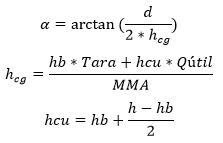 α = arctan (d / (2 * h_cg))
h_cg = (hb * Tara + hcu * Qútil) / MMA
hcu = hb + (h − hb) / 2